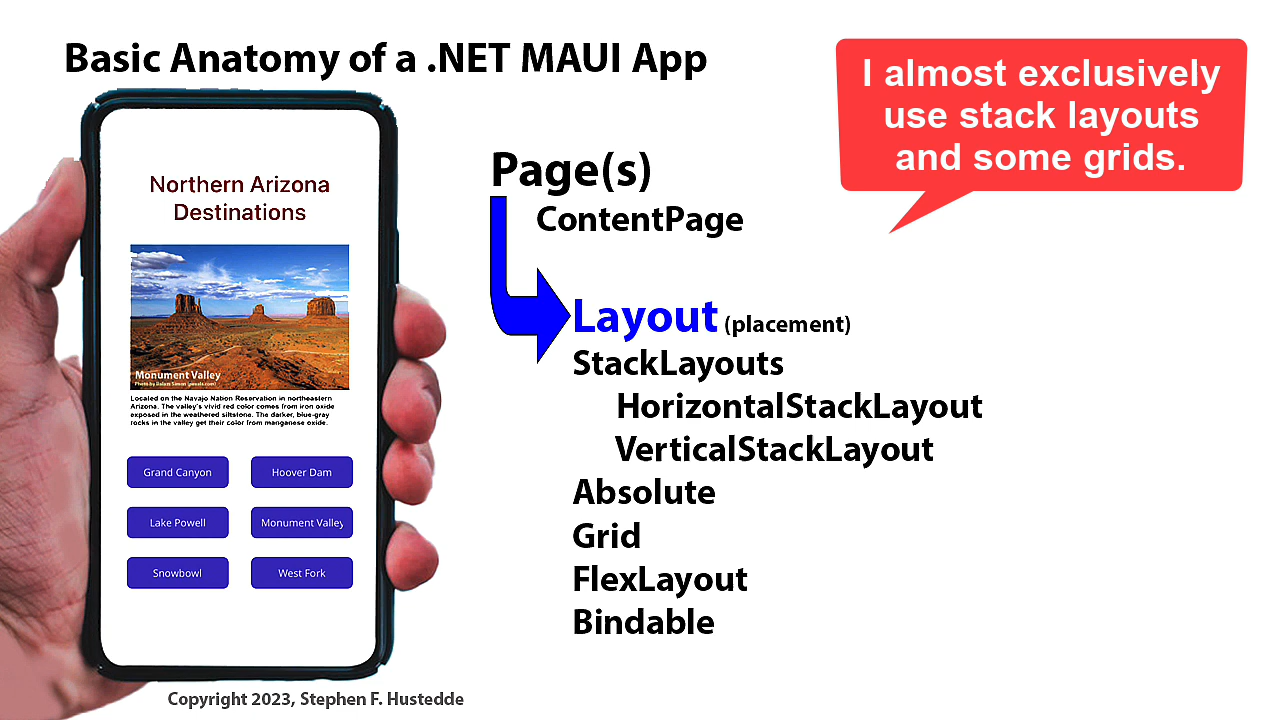 Basic Anatomy of a .NET MAUI App
I almost exclusively
use stack layouts
and some grids.
Northern Arizona
Destinations
Monument Valley
Located on the Navajo Nation Reservation in northeastern
Arizona. The valley's vivid red color comes from iron oxide
exposed in the weathered siltstone. The darker, blue-gray
rocks in the valley get their color from manganese oxide.
Grand Canyon
Hoover Dam
Lake Powell
Monument Valley
Snowbowl
West Fork
Page(s)
ContentPage
Layout (placement)
StackLayouts
HorizontalStackLayout
VerticalStackLayout
Absolute
Grid
FlexLayout
Bindable
Copyright 2023, Stephen F. Hustedde